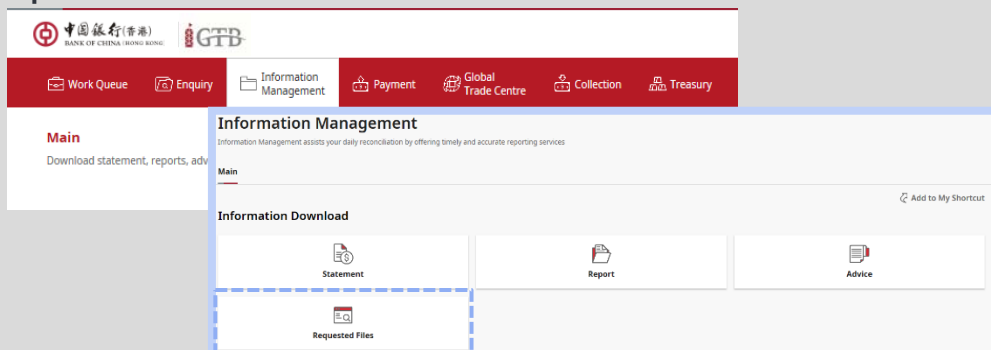 中國銀行(香港)
BANK OF CHINA (HONG KONG)
iGTB
Work Queue
Enquiry
Information
Management
Payment
Global
Trade Centre
Collection
Treasury
Main
Download statement, reports, adv
Information Management
Information Management assists your daily reconciliation by offering timely and accurate reporting services
Main
Add to My Shortcut
Information Download
Statement
Report
Advice
Requested Files